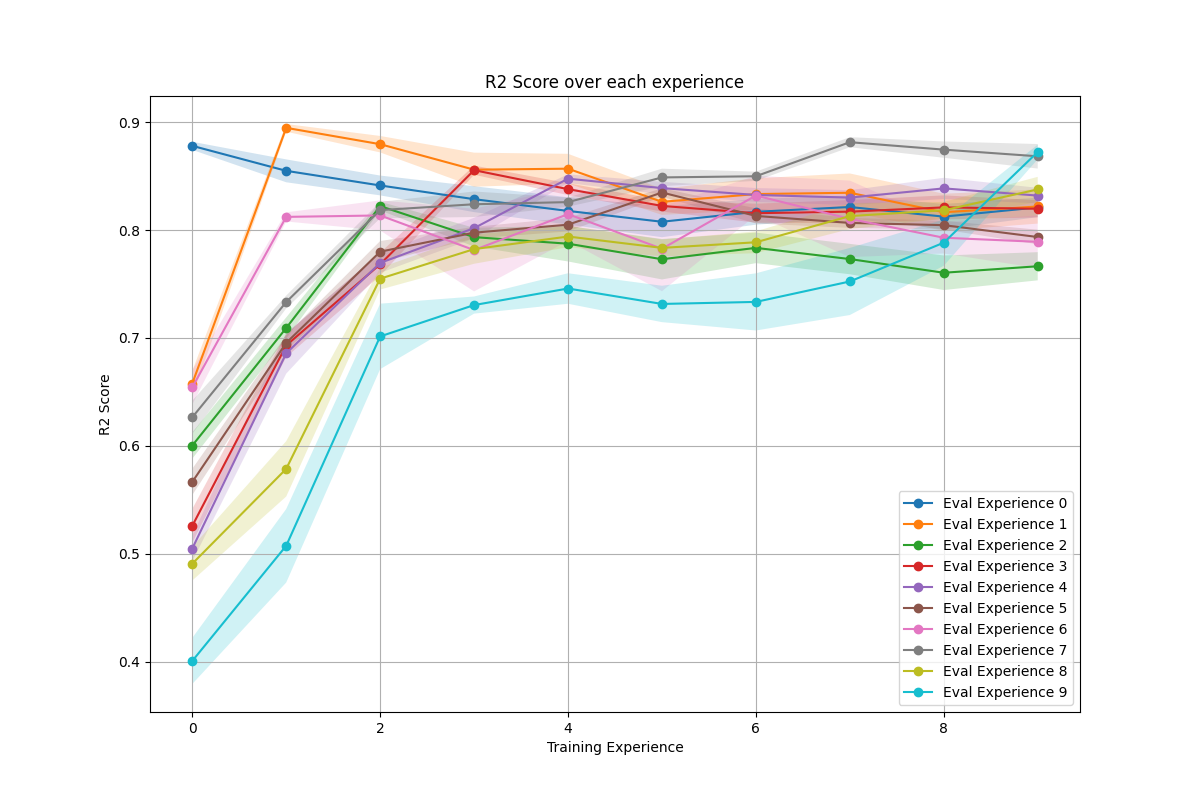 R2 Score over each experience
R2 Score
0.9
0.8
0.7
0.6
0.5
0.4
0 2 4 6 8
Training Experience
Eval Experience 0
Eval Experience 1
Eval Experience 2
Eval Experience 3
Eval Experience 4
Eval Experience 5
Eval Experience 6
Eval Experience 7
Eval Experience 8
Eval Experience 9